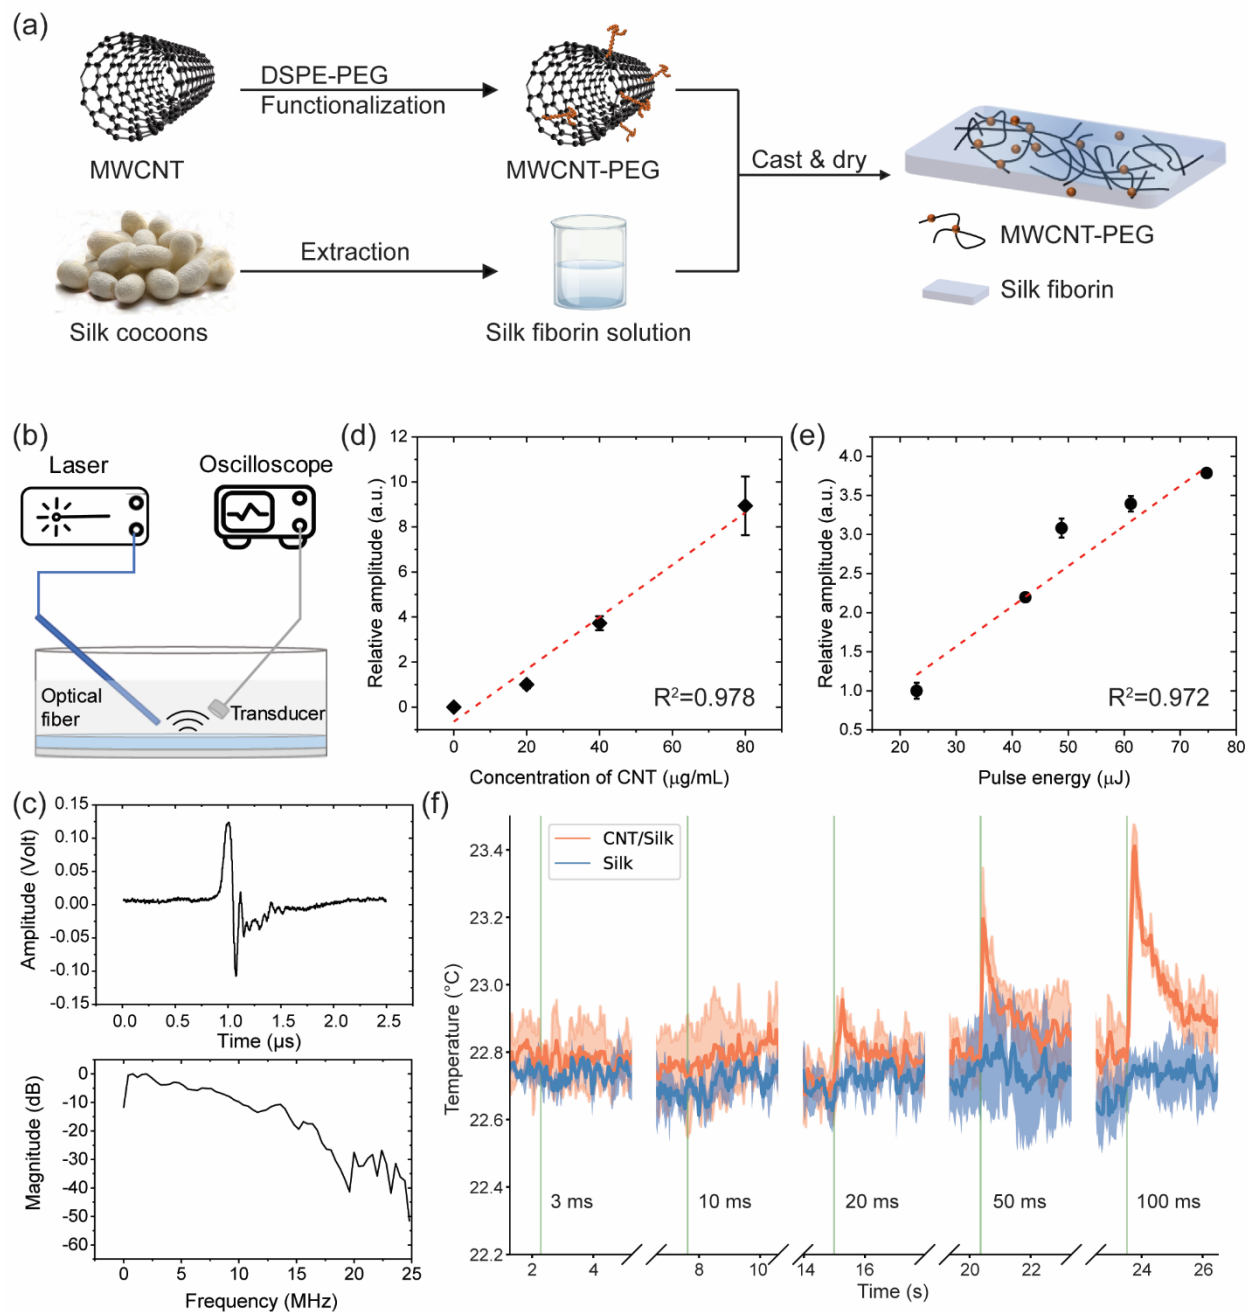 (a)
DSPE-PEG
Functionalization
MWCNT
MWCNT-PEG
Cast & dry
MWCNT-PEG
Silk fiborin
Extraction
Silk cocoons
Silk fiborin solution
(b)
Laser
Oscilloscope
Optical
fiber
Transducer
(d)
Relative amplitude (a.u.)
12
10
8
6
4
2
0
R²=0.978
0 20 40 60 80
Concentration of CNT (μg/mL)
(e)
Relative amplitude (a.u.)
4.0
3.5
3.0
2.5
2.0
1.5
1.0
0.5
R²=0.972
20 30 40 50 60 70 80
Pulse energy (μJ)
(c)
Amplitude (Volt)
0.15
0.10
0.05
0.00
-0.05
-0.10
-0.15
0.0 0.5 1.0 1.5 2.0 2.5
Time (μs)
Magnitude (dB)
0
-10
-20
-30
-40
-50
-60
0 5 10 15 20 25
Frequency (MHz)
(f)
CNT/Silk
Silk
Temperature (°C)
23.4
23.2
23.0
22.8
22.6
22.4
22.2
3 ms
10 ms
20 ms
50 ms
100 ms
2 4 8 10 14 16 20 22 24 26
Time (s)